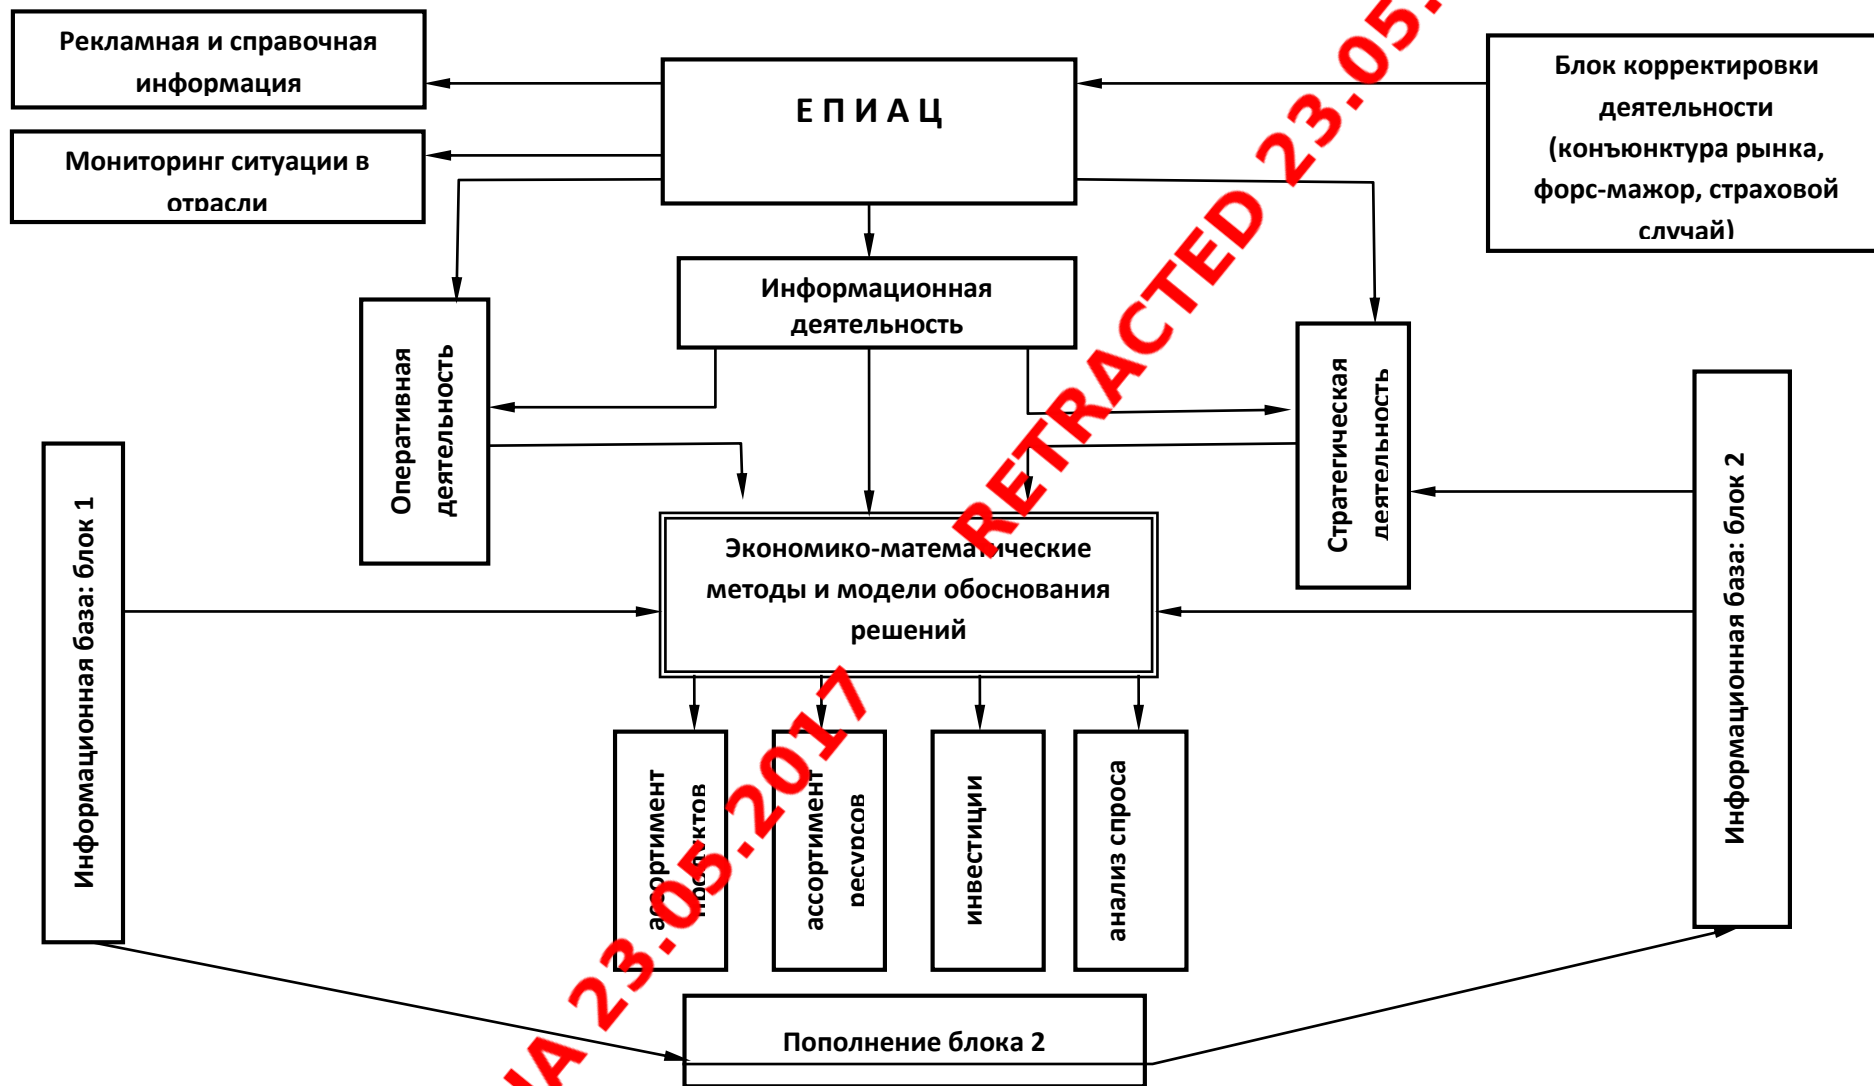 Рекламная и справочная
информация
Мониторинг ситуации в
отрасли
Е П И А Ц
Блок корректировки
деятельности
(конъюнктура рынка,
форс-мажор, страховой
случай)
Информационная
деятельность
Оперативная
деятельность
Стратегическая
деятельность
Информационная база: блок 1
Информационная база: блок 2
Экономико-математические
методы и модели обоснования
решений
ассортимент
продуктов
ассортимент
ресурсов
инвестиции
анализ спроса
Пополнение блока 2
RETRACTED 23.05.
23.05.2017